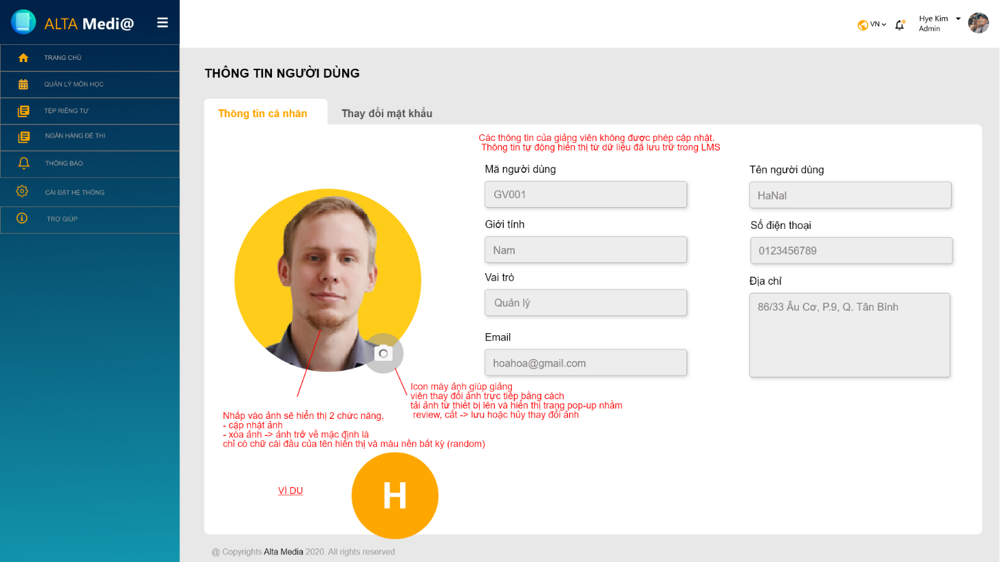 ALTA Medi@
VN
Hye Kim
Admin
TRANG CHỦ
QUẢN LÝ MÔN HỌC
TỆP RIÊNG TƯ
NGÂN HÀNG ĐỀ THI
THÔNG BÁO
CÀI ĐẶT HỆ THỐNG
TRỢ GIÚP
THÔNG TIN NGƯỜI DÙNG
Thông tin cá nhân
Thay đổi mật khẩu
Các thông tin của giảng viên không được phép cập nhật.
Thông tin tự động hiển thị từ dữ liệu đã lưu trữ trong LMS
Mã người dùng
GV001
Tên người dùng
HaNal
Giới tính
Nam
Số điện thoại
0123456789
Vai trò
Quản lý
Địa chỉ
86/33 Âu Cơ, P.9, Q. Tân Bình
Email
hoahoa@gmail.com
Icon máy ảnh giúp giảng
viên thay đổi ảnh trực tiếp bằng cách
tải ảnh từ thiết bị lên và hiển thị trang pop-up nhằm
review, cắt -> lưu hoặc hủy thay đổi ảnh
Nhấp vào ảnh sẽ hiển thị 2 chức năng,
- cập nhật ảnh
- xóa ảnh -> ảnh trở về mặc định là
chỉ có chữ cái đầu của tên hiển thị và màu nền bất kỳ (random)
VÍ DỤ
H
@ Copyrights Alta Media 2020. All rights reserved